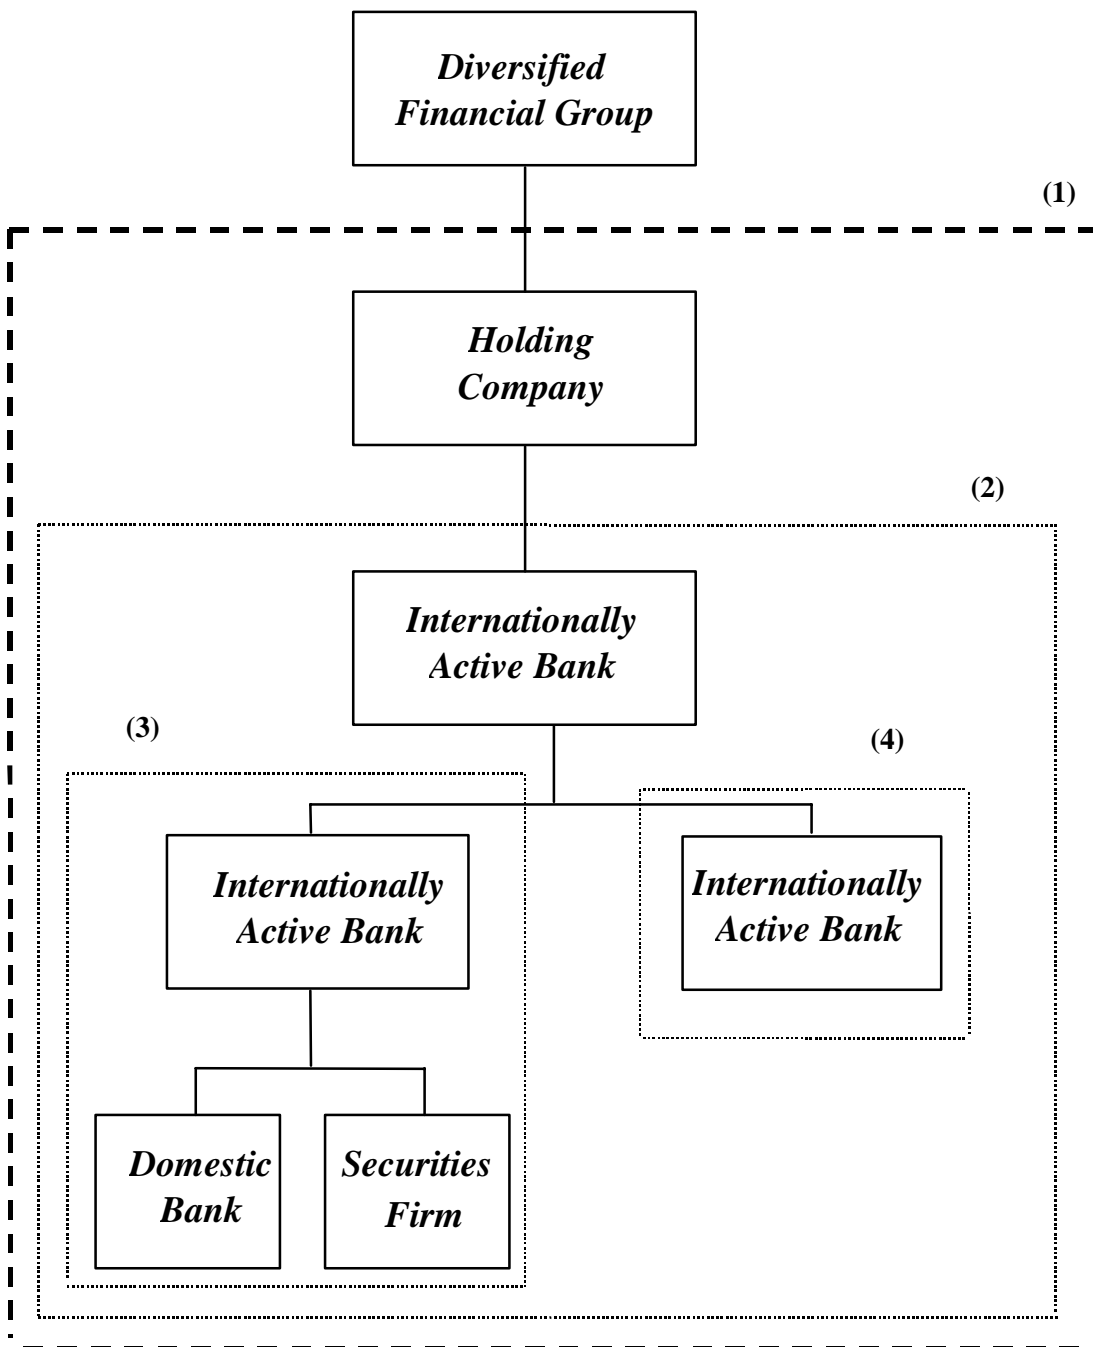 Diversified
Financial Group
(1)
Holding
Company
(2)
Internationally
Active Bank
(3)
(4)
Internationally
Active Bank
Internationally
Active Bank
Domestic
Bank
Securities
Firm